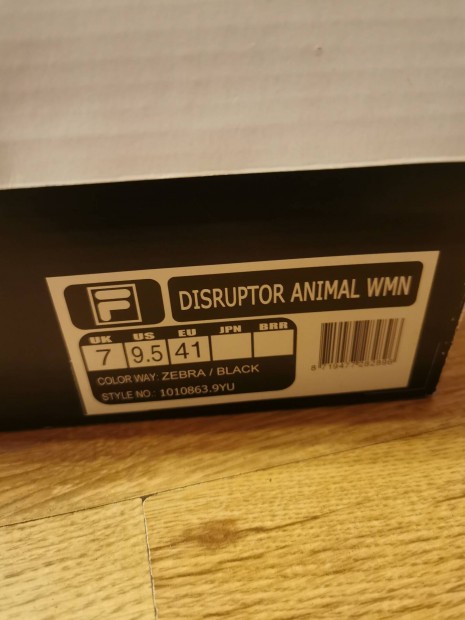 DISRUPTOR ANIMAL WMN
UK US EU JPN BRR
7 9.5 41
COLOR WAY: ZEBRA / BLACK
STYLE NO.: 1010863.9YU